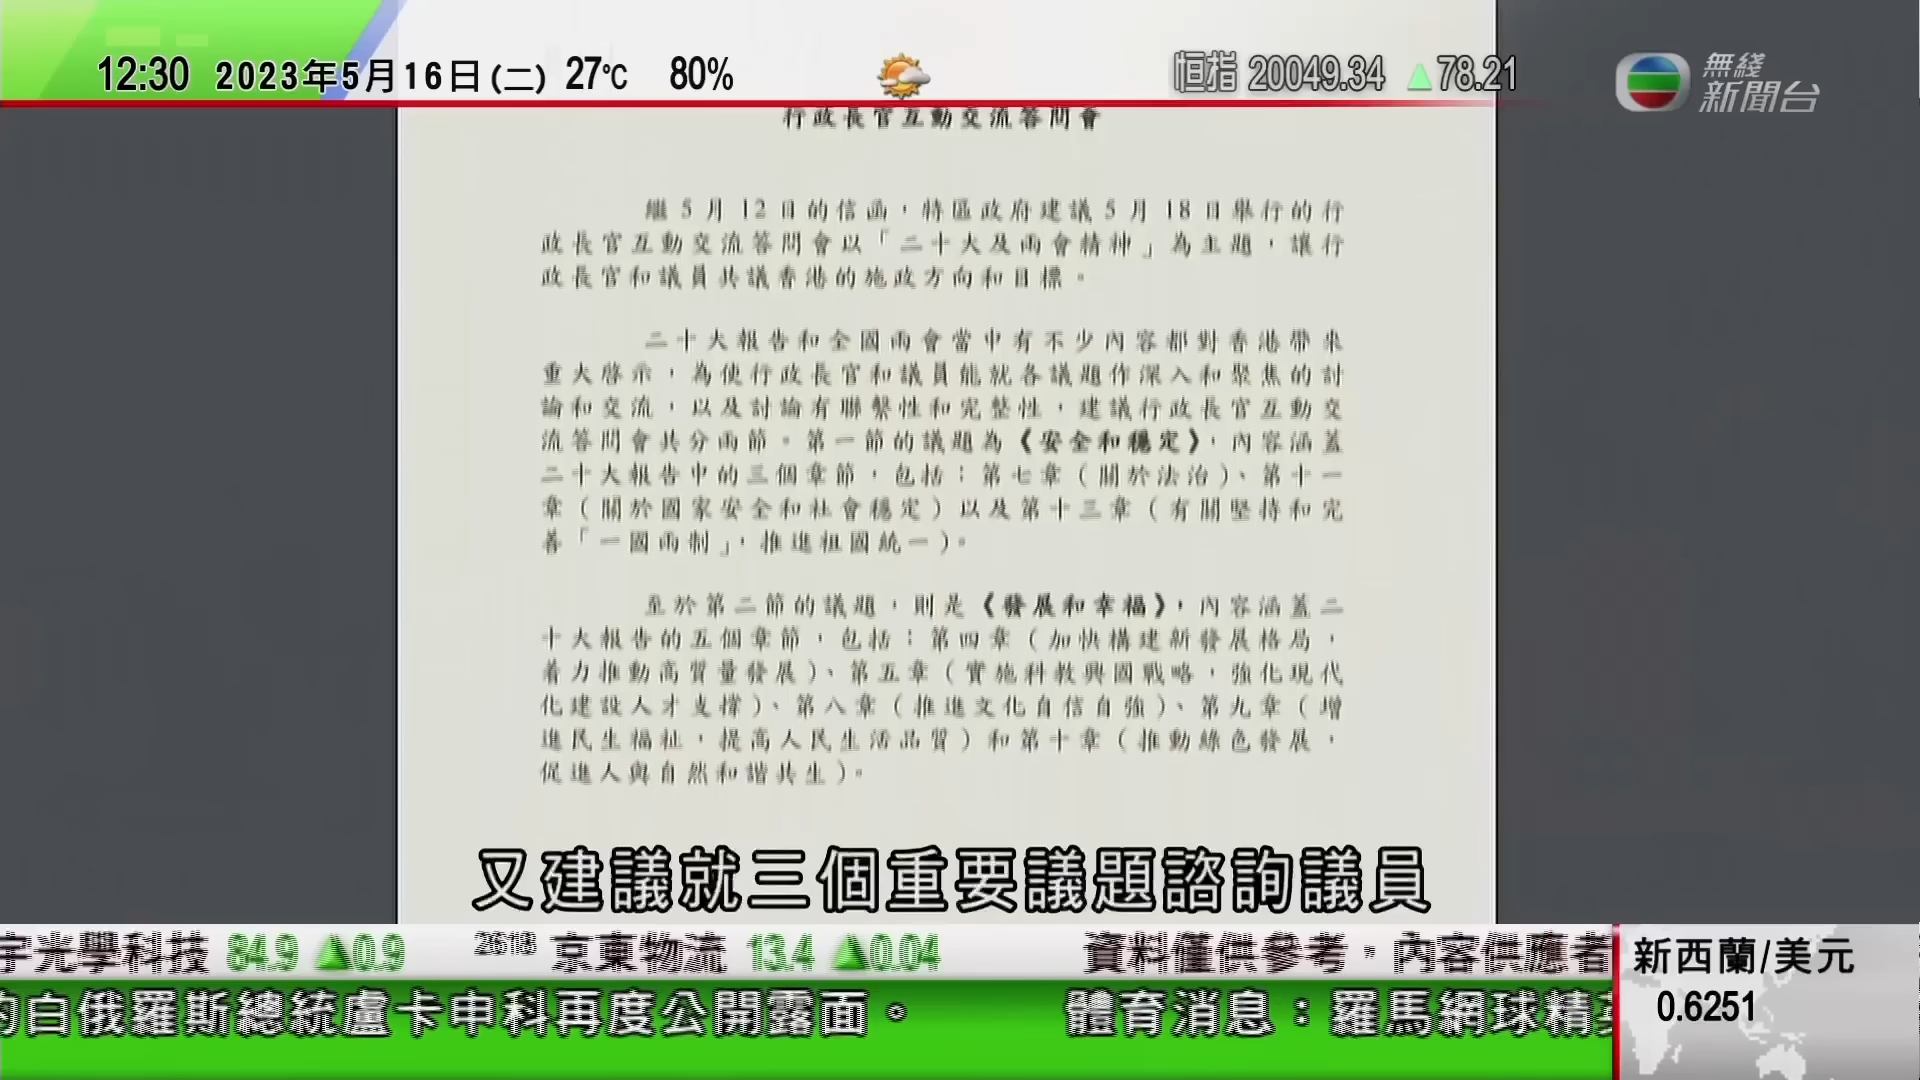 12:30 2023年5月16日(二) 27℃ 80% 恒指 20049.34 ▲78.21
無綫
新聞台
行政長官互動交流答問會
繼5月12日的信函，特區政府建議5月18日舉行的行
政長官互動交流答問會以「二十大及兩會精神」為主題，讓行
政長官和議員共議香港的施政方向和目標。
二十大報告和全國兩會當中有不少內容都對香港帶來
重大啓示，為使行政長官和議員能就各議題作深入和聚焦的討
論和交流，以及討論有聯繫性和完整性，建議行政長官互動交
流答問會共分兩節。第一節的議題為《安全和穩定》，內容涵蓋
二十大報告中的三個章節，包括：第七章（關於法治）、第十一
章（關於國家安全和社會穩定）以及第十三章（有關堅持和完
善「一國兩制」，推進祖國統一）。
至於第二節的議題，則是《發展和幸福》，內容涵蓋二
十大報告的五個章節，包括：第四章（加快構建新發展格局，
着力推動高質量發展）、第五章（實施科教興國戰略，強化現代
化建設人才支撐）、第八章（推進文化自信自強）、第九章（增
進民生福祉，提高人民生活品質）和第十章（推動綠色發展，
促進人與自然和諧共生）。
又建議就三個重要議題諮詢議員
宇光學科技 84.9 ▲0.9 2618 京東物流 13.4 ▲0.04 資料僅供參考，內容供應者
新西蘭/美元
0.6251
的白俄羅斯總統盧卡申科再度公開露面。 體育消息：羅馬網球精英